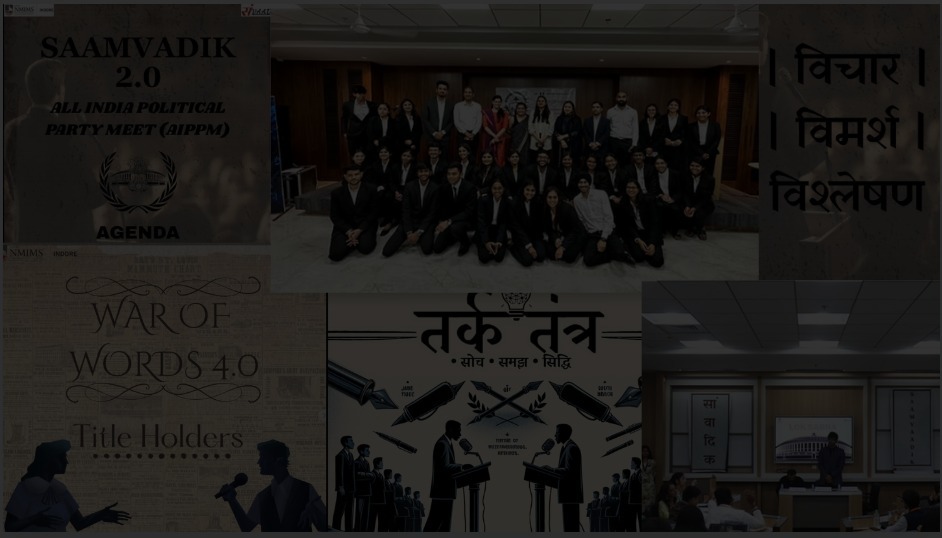 SAAMVADIK
2.0
ALL INDIA POLITICAL
PARTY MEET (AIPPM)
AGENDA
| विचार |
| विमर्श |
विश्लेषण
NMIMS INDORE
WAR OF
WORDS 4.0
Title Holders
तर्क तंत्र
• सोच • समझ • सिद्धि
सां
वा
दि
क